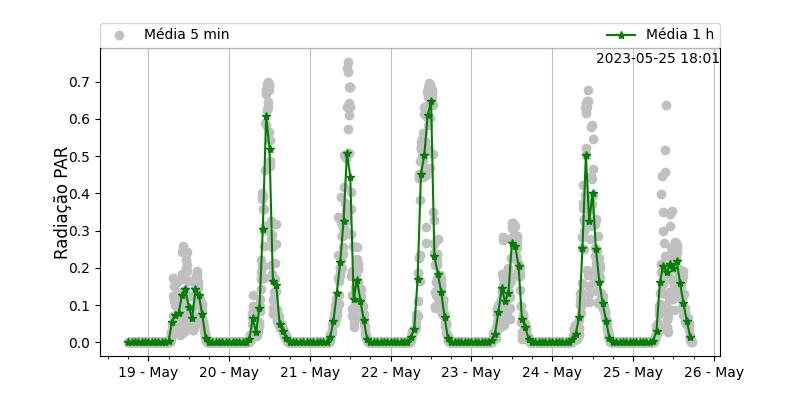 Média 5 min
Média 1 h
2023-05-25 18:01
Radiação PAR
0.7
0.6
0.5
0.4
0.3
0.2
0.1
0.0
19 - May
20 - May
21 - May
22 - May
23 - May
24 - May
25 - May
26 - May